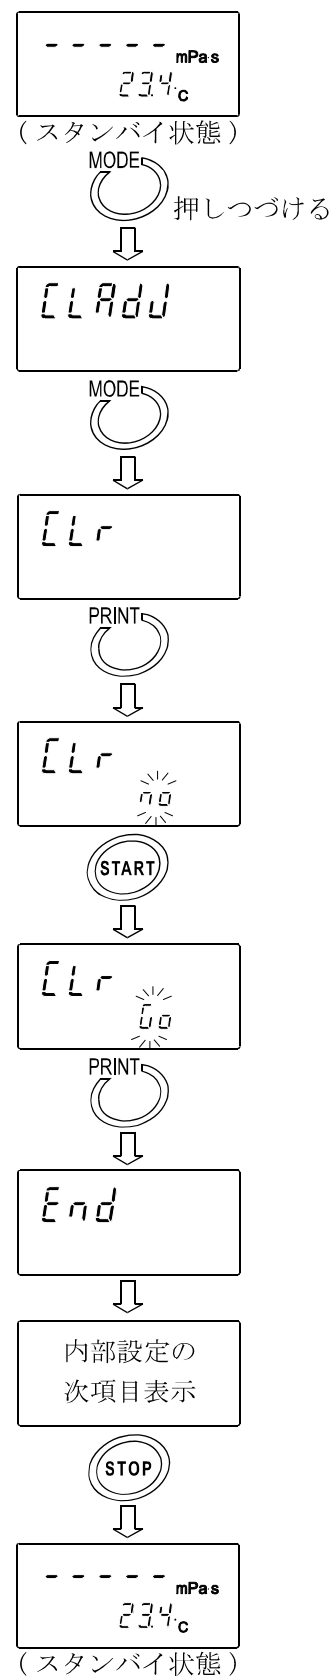 - - - - - mPa·s
23.4°C
(スタンバイ状態)
MODE
押しつづける
CLAdJ
MODE
CLr
PRINT
CLr
no
START
CLr
Go
PRINT
End
内部設定の
次項目表示
STOP
- - - - - mPa·s
23.4°C
(スタンバイ状態)